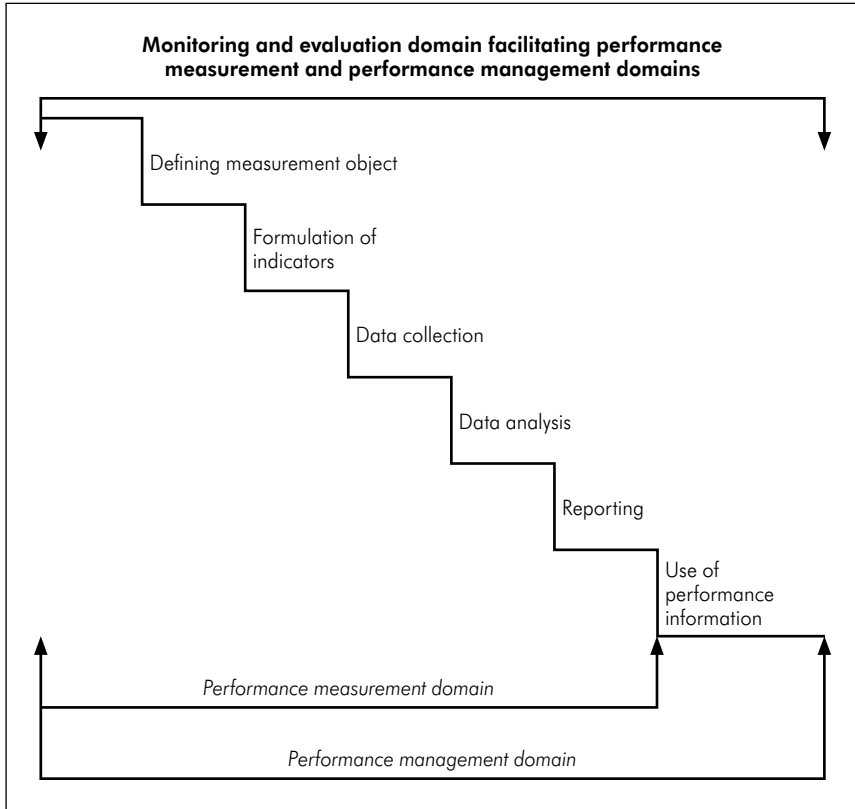 Monitoring and evaluation domain facilitating performance
measurement and performance management domains
Defining measurement object
Formulation of
indicators
Data collection
Data analysis
Reporting
Use of
performance
information
Performance measurement domain
Performance management domain